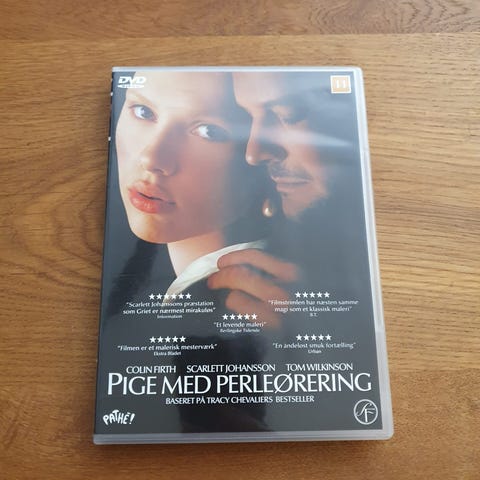 DVD
VIDEO
11
★★★★★★
"Scarlett Johanssons præstation
som Griet er nærmest mirakuløs"
Information
★★★★★
"Et levende maleri"
Berlingske Tidende
★★★★★
"Filmstrimlen har næsten samme
magi som et klassisk maleri"
B.T.
★★★★★
"Filmen er et malerisk mesterværk"
Ekstra Bladet
★★★★★
"En åndeløst smuk fortælling"
Urban
COLIN FIRTH SCARLETT JOHANSSON TOM WILKINSON
PIGE MED PERLEØRERING
BASERET PÅ TRACY CHEVALIERS BESTSELLER
PATHÉ!
SF